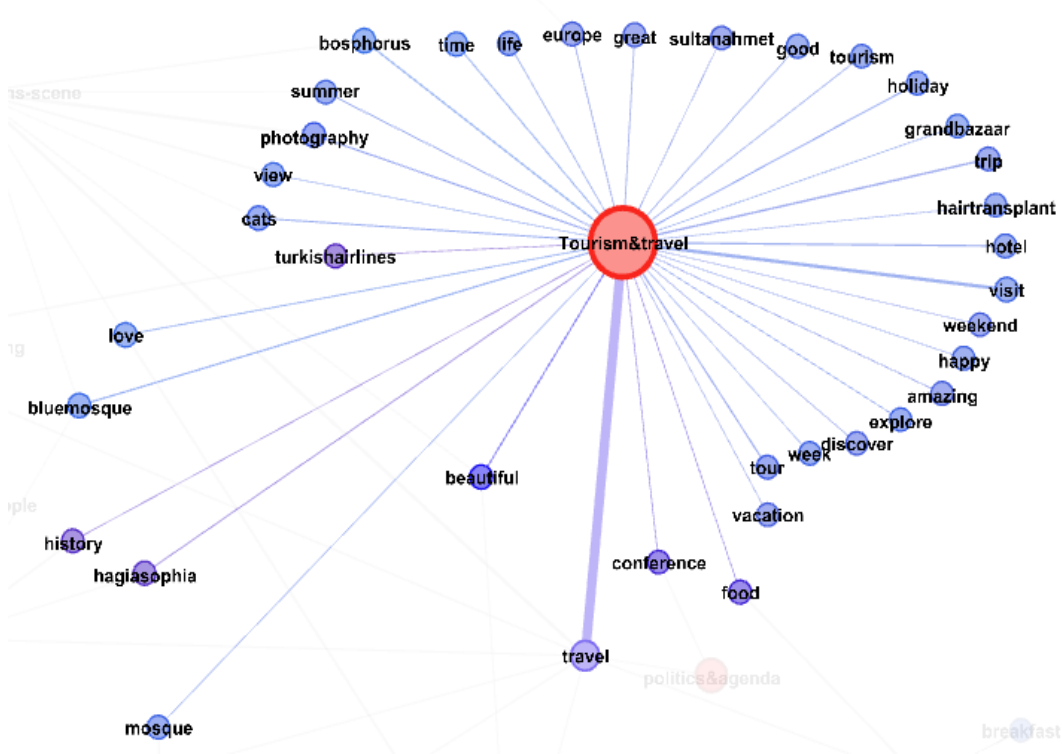 europe
great
sultanahmet
bosphorus
time
life
good
tourism
holiday
summer
photography
grandbazaar
trip
view
hairtransplant
cats
Tourism&travel
hotel
turkishairlines
visit
love
weekend
happy
bluemosque
amazing
explore
discover
week
tour
beautiful
vacation
history
conference
hagiasophia
food
travel
politics&agenda
mosque
breakfast